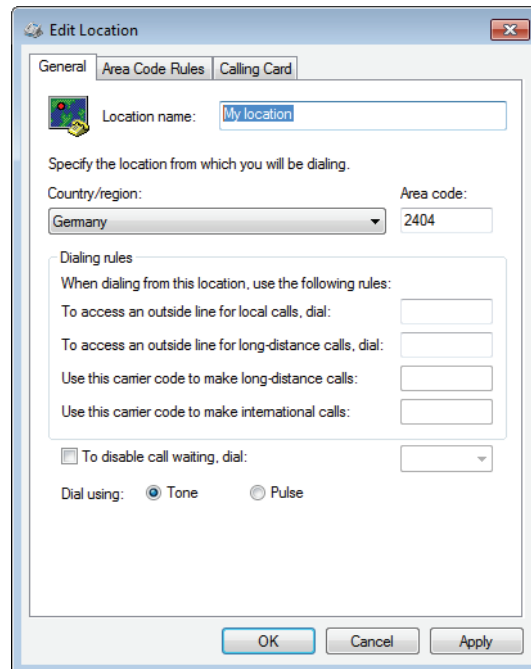 Edit Location
General Area Code Rules Calling Card
Location name: My location
Specify the location from which you will be dialing.
Country/region: Area code:
Germany 2404
Dialing rules
When dialing from this location, use the following rules:
To access an outside line for local calls, dial:
To access an outside line for long-distance calls, dial:
Use this carrier code to make long-distance calls:
Use this carrier code to make international calls:
To disable call waiting, dial:
Dial using: Tone Pulse
OK Cancel Apply